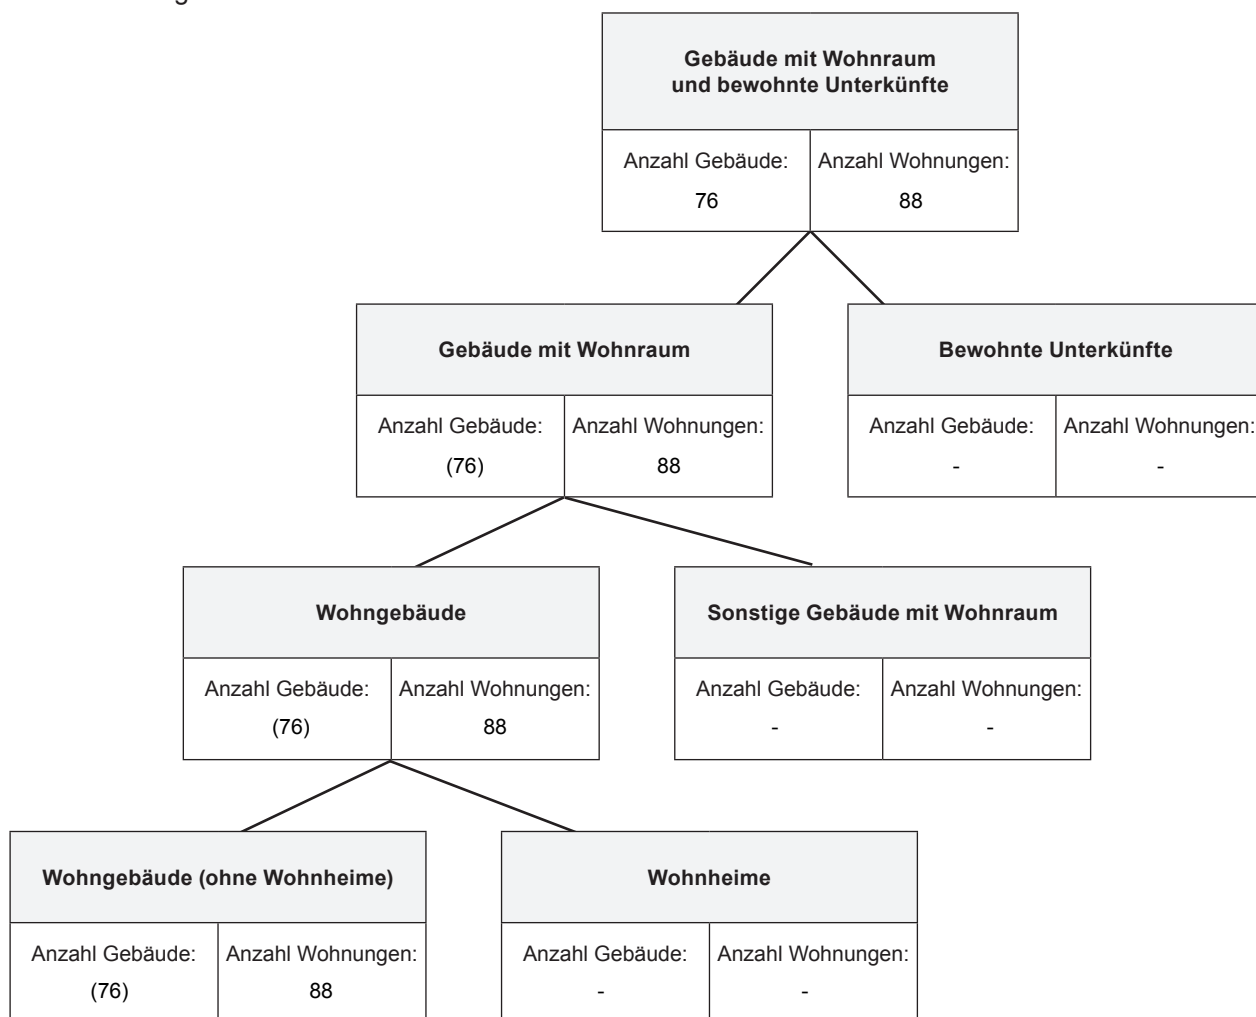 Gebäude mit Wohnraum
und bewohnte Unterkünfte
Anzahl Gebäude: Anzahl Wohnungen:
76 88
Gebäude mit Wohnraum
Anzahl Gebäude: Anzahl Wohnungen:
(76) 88
Bewohnte Unterkünfte
Anzahl Gebäude: Anzahl Wohnungen:
- -
Wohngebäude
Anzahl Gebäude: Anzahl Wohnungen:
(76) 88
Sonstige Gebäude mit Wohnraum
Anzahl Gebäude: Anzahl Wohnungen:
- -
Wohngebäude (ohne Wohnheime)
Anzahl Gebäude: Anzahl Wohnungen:
(76) 88
Wohnheime
Anzahl Gebäude: Anzahl Wohnungen:
- -